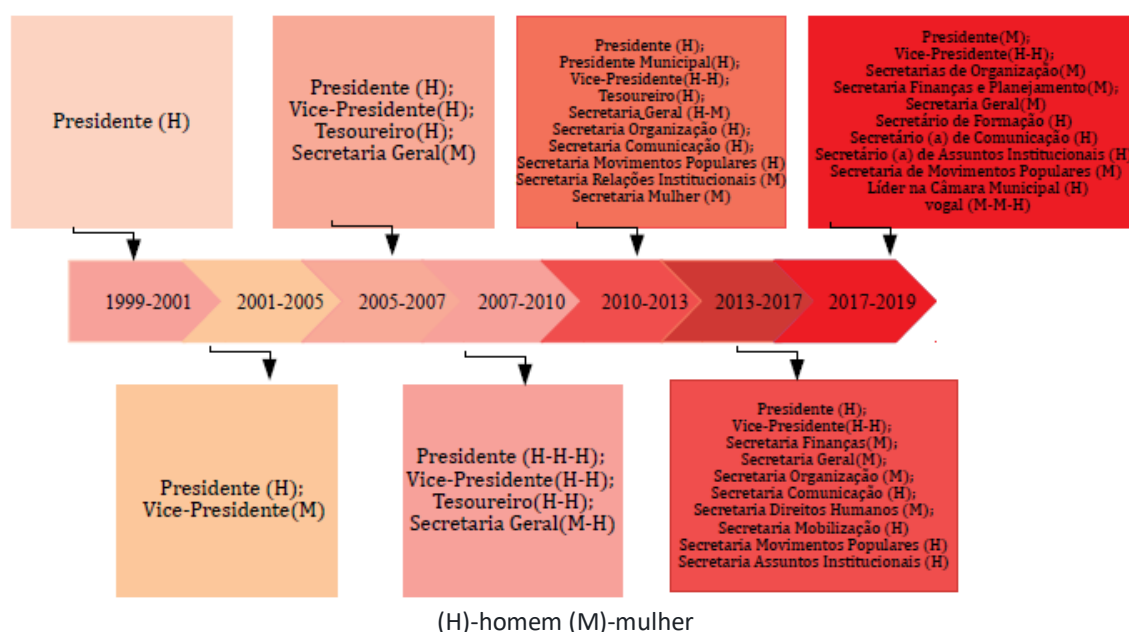 Presidente (H)
Presidente (H);
Vice-Presidente(H);
Tesoureiro(H);
Secretaria Geral(M)
Presidente (H);
Presidente Municipal(H);
Vice-Presidente(H-H);
Tesoureiro(H);
Secretaria Geral (H-M)
Secretaria Organização (H);
Secretaria Comunicação (H);
Secretaria Movimentos Populares (H)
Secretaria Relações Institucionais (M)
Secretaria Mulher (M)
Presidente(M);
Vice-Presidente(H-H);
Secretarias de Organização(M)
Secretaria Finanças e Planejamento(M);
Secretaria Geral(M)
Secretário de Formação (H)
Secretário (a) de Comunicação (H)
Secretário (a) de Assuntos Institucionais (H)
Secretaria de Movimentos Populares (M)
Líder na Câmara Municipal (H)
vogal (M-M-H)
1999-2001
2001-2005
2005-2007
2007-2010
2010-2013
2013-2017
2017-2019
Presidente (H);
Vice-Presidente(M)
Presidente (H-H-H);
Vice-Presidente(H-H);
Tesoureiro(H-H);
Secretaria Geral(M-H)
Presidente (H);
Vice-Presidente(H-H);
Secretaria Finanças(M);
Secretaria Geral(M);
Secretaria Organização (M);
Secretaria Comunicação (H);
Secretaria Direitos Humanos (M);
Secretaria Mobilização (H)
Secretaria Movimentos Populares (H)
Secretaria Assuntos Institucionais (H)
(H)-homem (M)-mulher